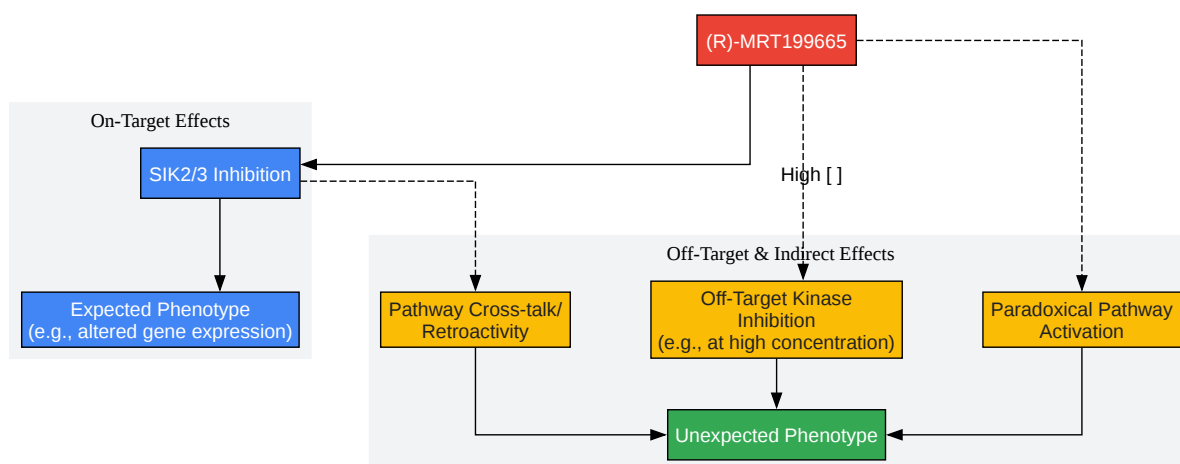 (R)-MRT199665
On-Target Effects
SIK2/3 Inhibition
High [ ]
Off-Target & Indirect Effects
Expected Phenotype
(e.g., altered gene expression)
Pathway Cross-talk/
Retroactivity
Off-Target Kinase
Inhibition
(e.g., at high concentration)
Paradoxical Pathway
Activation
Unexpected Phenotype